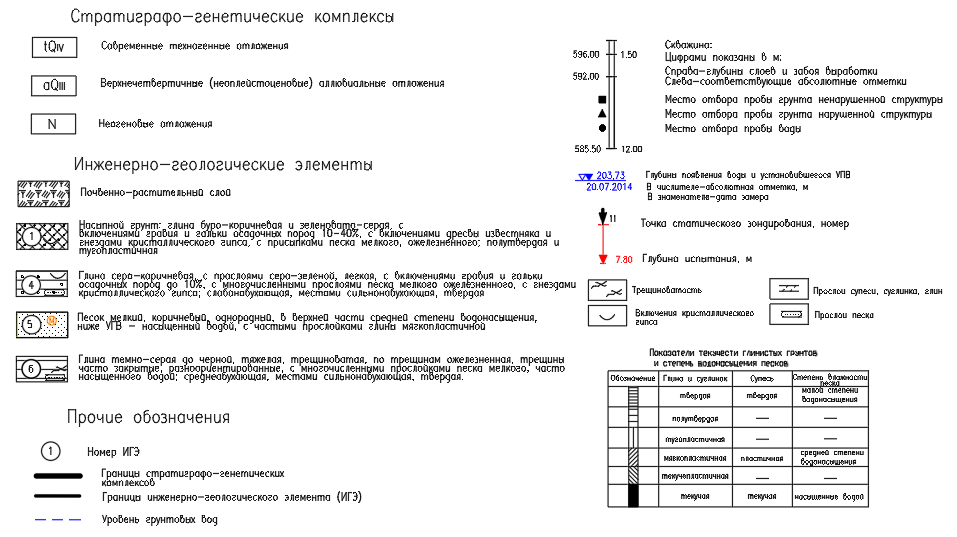 Стратиграфо-генетические комплексы
tQIV Современные техногенные отложения
aQIII Верхнечетвертичные (неоплейстоценовые) аллювиальные отложения
N Неогеновые отложения
Инженерно-геологические элементы
Почвенно-растительный слой
1 Насыпной грунт: глина буро-коричневая и зеленовато-серая, с
включениями гравия и гальки осадочных пород 10-40%, с включениями дресвы известняка и
гнездами кристаллического гипса, с присыпками песка мелкого, ожелезненного; полутвердая и
тугопластичная
4 Глина серо-коричневая, с прослоями серо-зеленой, легкая, с включениями гравия и гальки
осадочных пород до 10%, с многочисленными прослоями песка мелкого ожелезненного, с гнездами
кристаллического гипса; слабонабухающая, местами сильнонабухающая, твердая
5 Песок мелкий, коричневый, однородный, в верхней части средней степени водонасыщения,
ниже УГВ - насыщенный водой, с частыми прослойками глины мягкопластичной
6 Глина темно-серая до черной, тяжелая, трещиноватая, по трещинам ожелезненная, трещины
часто закрытые, разноориентированные, с многочисленными прослойками песка мелкого, часто
насыщенного водой; средненабухающая, местами сильнонабухающая, твердая.
Прочие обозначения
1 Номер ИГЭ
Границы стратиграфо-генетических
комплексов
Границы инженерно-геологического элемента (ИГЭ)
Уровень грунтовых вод
Скважина:
596.00 1.50 Цифрами показаны в м:
592.00 Справа-глубины слоев и забоя выработки
Слева-соответствующие абсолютные отметки
Место отбора пробы грунта ненарушенной структуры
Место отбора пробы грунта нарушенной структуры
Место отбора пробы воды
585.50 12.00
203,73 Глубины появления воды и установившегося УПВ
20.07.2014 В числителе-абсолютная отметка, м
В знаменателе-дата замера
11 Точка статического зондирования, номер
7.80 Глубина испытания, м
Трещиноватость
Прослои супеси, суглинка, глин
Включения кристаллического
гипса
Прослои песка
Показатели текучести глинистых грунтов
и степень водонасыщения песков
Обозначение Глина и суглинок Супесь Степень влажности
песка
твердая твердая малой степени
водонасыщения
полутвердая — —
тугопластичная — —
мягкопластичная пластичная средней степени
водонасыщения
текучепластичная — —
текучая текучая насыщенные водой